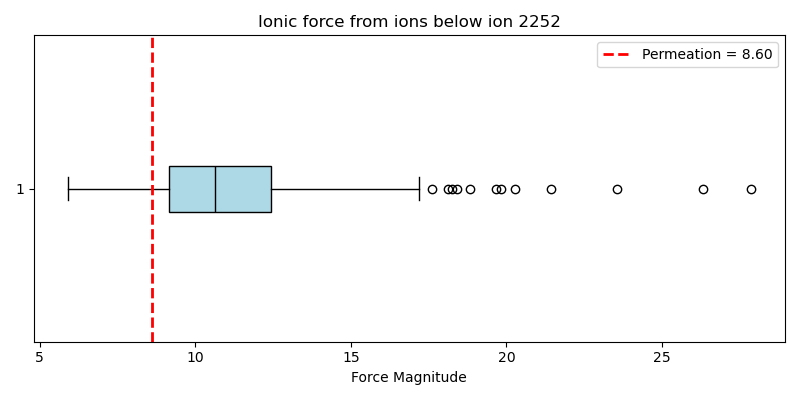 Ionic force from ions below ion 2252
Permeation = 8.60
1
5 10 15 20 25
Force Magnitude